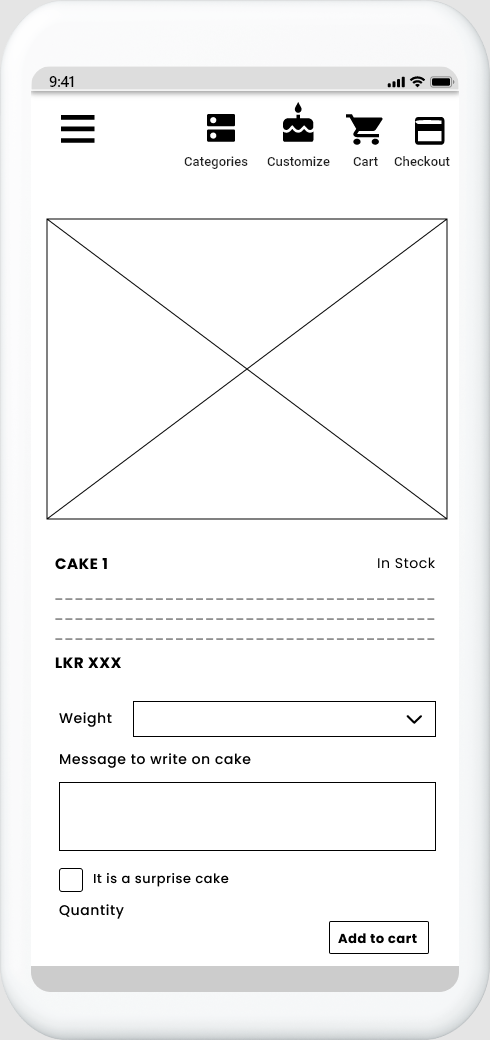 9:41
Categories Customize Cart Checkout
CAKE 1 In Stock
LKR XXX
Weight
Message to write on cake
It is a surprise cake
Quantity
Add to cart